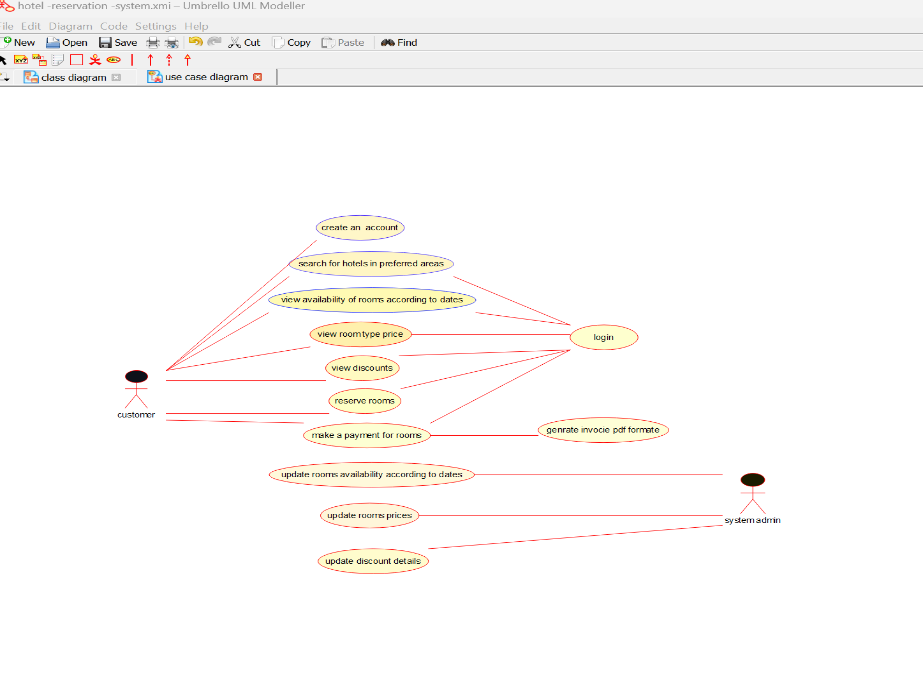 hotel -reservation -system.xmi – Umbrello UML Modeller
File Edit Diagram Code Settings Help
New Open Save Cut Copy Paste Find
class diagram use case diagram
create an account
search for hotels in preferred areas
view availability of rooms according to dates
view roomtype price
login
view discounts
reserve rooms
customer
make a payment for rooms
genrate invocie pdf formate
update rooms availability according to dates
update rooms prices
system admin
update discount details